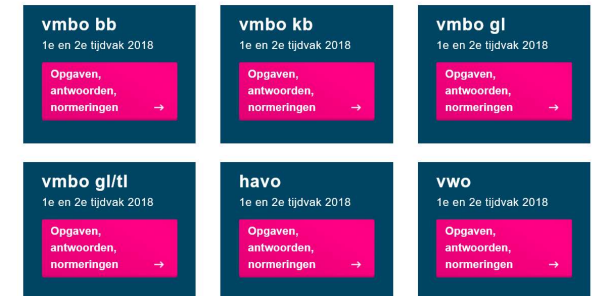 vmbo bb
1e en 2e tijdvak 2018
Opgaven,
antwoorden,
normeringen →
vmbo kb
1e en 2e tijdvak 2018
Opgaven,
antwoorden,
normeringen →
vmbo gl
1e en 2e tijdvak 2018
Opgaven,
antwoorden,
normeringen →
vmbo gl/tl
1e en 2e tijdvak 2018
Opgaven,
antwoorden,
normeringen →
havo
1e en 2e tijdvak 2018
Opgaven,
antwoorden,
normeringen →
vwo
1e en 2e tijdvak 2018
Opgaven,
antwoorden,
normeringen →